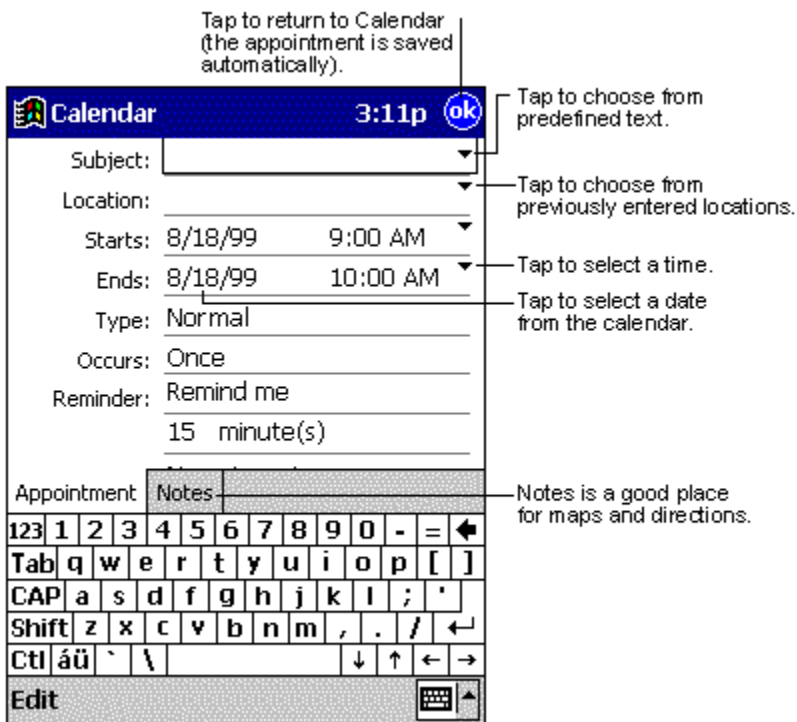 Tap to return to Calendar
(the appointment is saved
automatically).
Calendar 3:11p ok
Tap to choose from
predefined text.
Subject:
Location:
Tap to choose from
previously entered locations.
Starts: 8/18/99 9:00 AM
Ends: 8/18/99 10:00 AM
Tap to select a time.
Tap to select a date
from the calendar.
Type: Normal
Occurs: Once
Reminder: Remind me
15 minute(s)
Appointment Notes
Notes is a good place
for maps and directions.
123 1 2 3 4 5 6 7 8 9 0 - = 🡄
Tab q w e r t y u i o p [ ]
CAP a s d f g h j k l ; '
Shift z x c v b n m , . / ↵
Ctl áü ` \ ↓ ↑ ← →
Edit